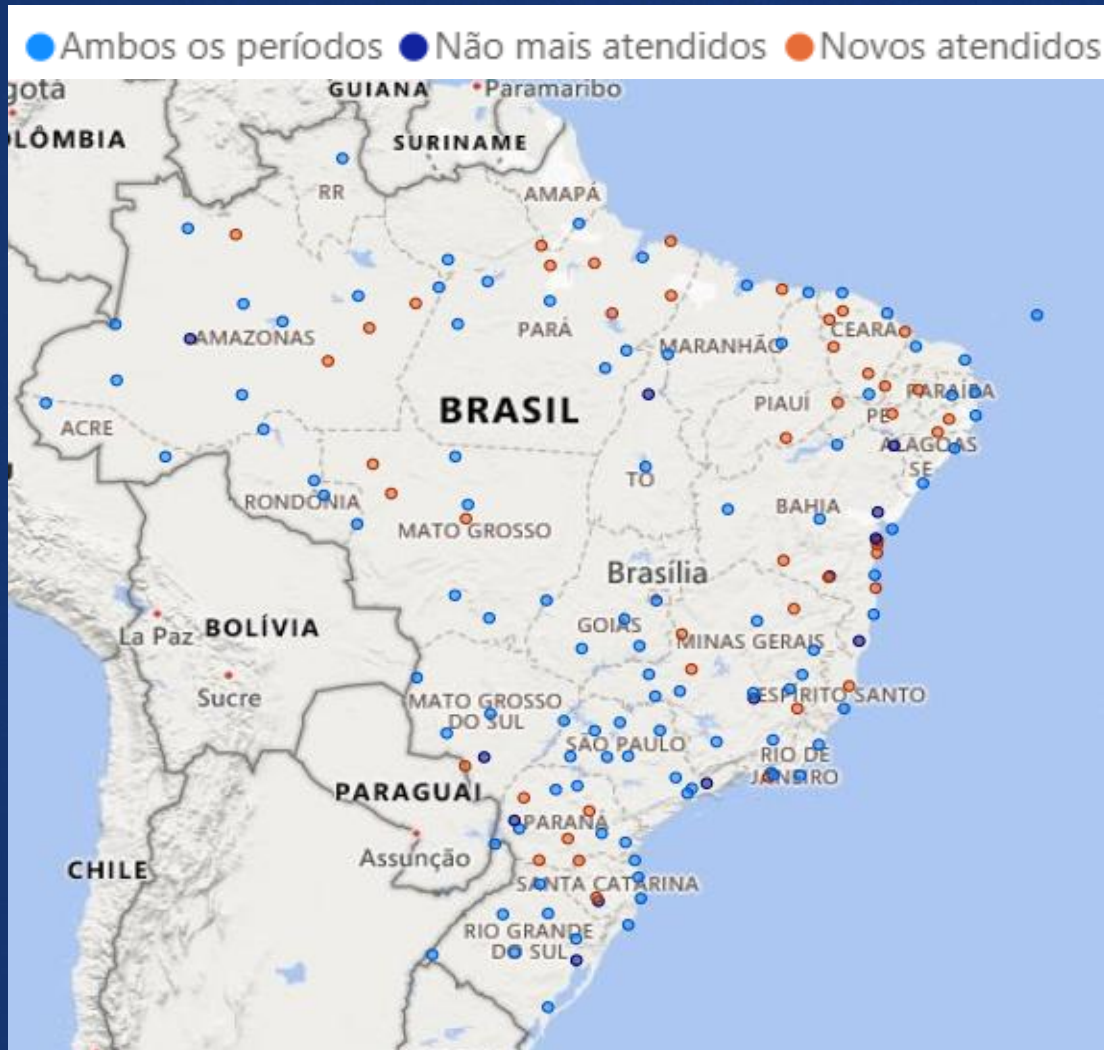 Ambos os períodos Não mais atendidos Novos atendidos
gotá
GUIANA
Paramaribo
OLÔMBIA
SURINAME
RR
AMAPÁ
AMAZONAS
PARÁ
MARANHÃO
CEARÁ
BRASIL
PIAUÍ
PARAÍBA
PE
ACRE
ALAGOAS
SE
TO
RONDÔNIA
BAHIA
MATO GROSSO
Brasília
La Paz
BOLÍVIA
GOIÁS
MINAS GERAIS
Sucre
MATO GROSSO
DO SUL
ESPÍRITO SANTO
SÃO PAULO
RIO DE
JANEIRO
PARAGUAI
PARANÁ
Assunção
CHILE
SANTA CATARINA
RIO GRANDE
DO SUL